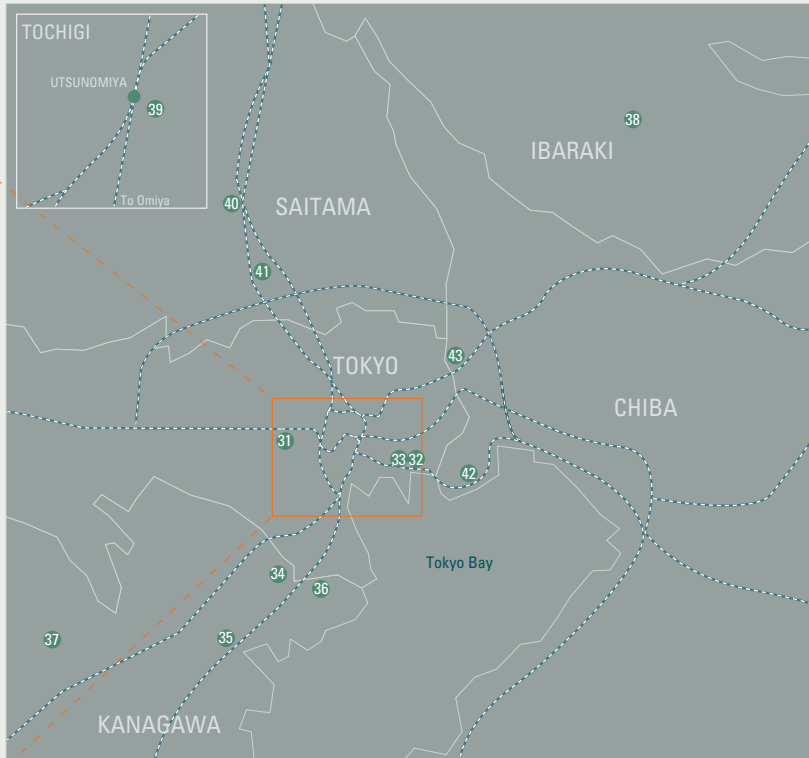 TOCHIGI
UTSUNOMIYA
39
To Omiya
38
IBARAKI
40
SAITAMA
41
TOKYO
43
CHIBA
31
33
32
42
Tokyo Bay
34
36
37
35
KANAGAWA